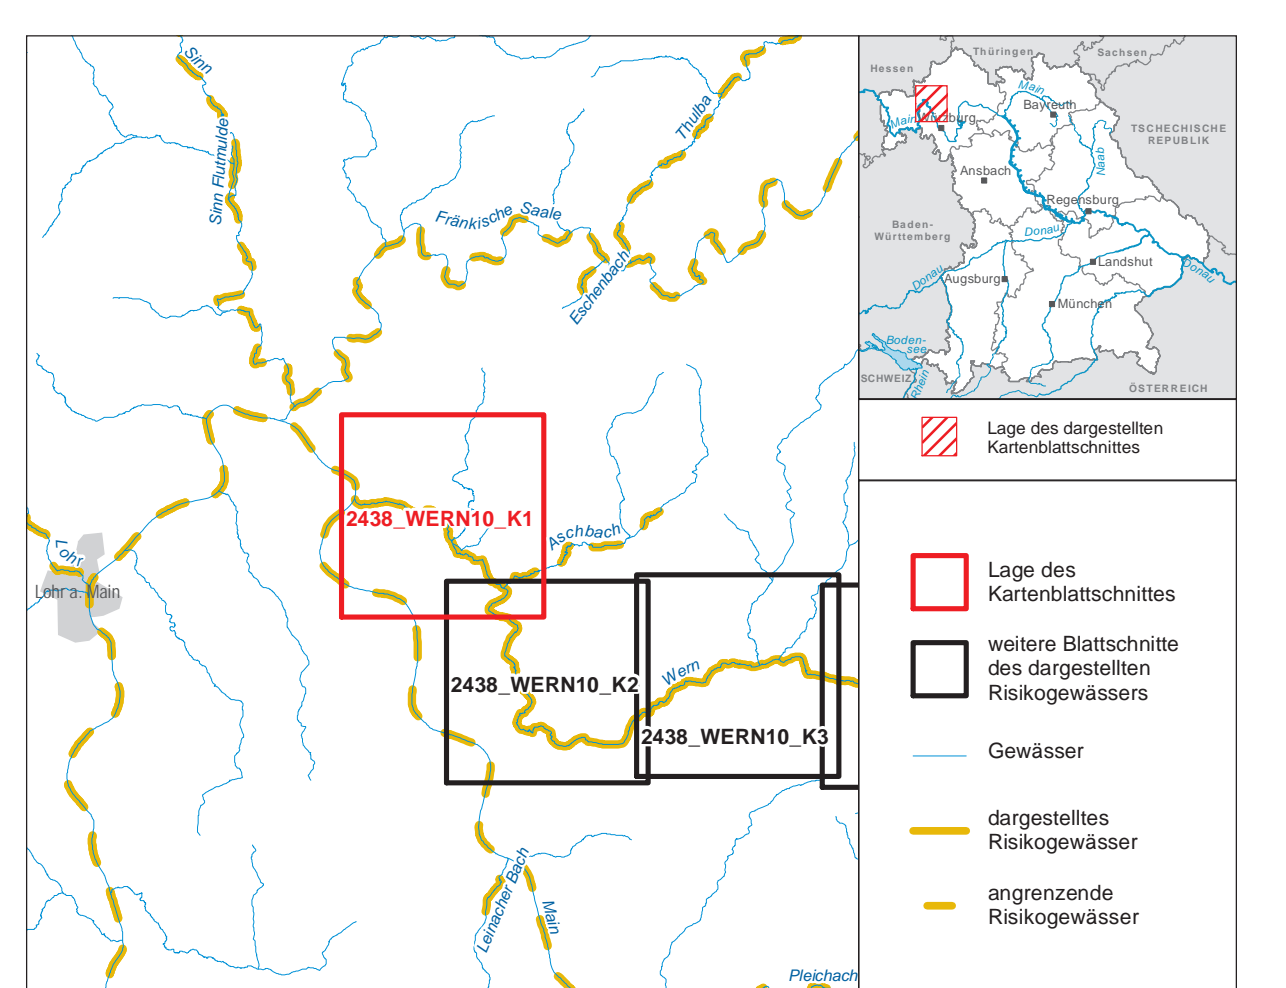 Sinn
Sinn Flutmulde
Thulba
Fränkische Saale
Eschenbach
2438_WERN10_K1
Aschbach
Lohr
Lohr a. Main
2438_WERN10_K2
Wern
2438_WERN10_K3
Leinacher Bach
Main
Pleichach
Thüringen
Sachsen
Hessen
Main
Bayreuth
Main
Würzburg
TSCHECHISCHE
REPUBLIK
Naab
Ansbach
Regensburg
Baden-
Württemberg
Donau
Donau
Augsburg
Landshut
Donau
München
Boden-
see
SCHWEIZ
Rhein
ÖSTERREICH
Lage des dargestellten
Kartenblattschnittes
Lage des
Kartenblattschnittes
weitere Blattschnitte
des dargestellten
Risikogewässers
Gewässer
dargestelltes
Risikogewässer
angrenzende
Risikogewässer